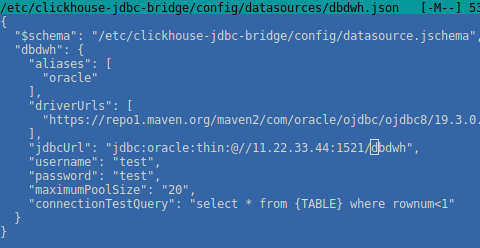 /etc/clickhouse-jdbc-bridge/config/datasources/dbdwh.json [-M--] 53
{
"$schema": "/etc/clickhouse-jdbc-bridge/config/datasource.jschema",
"dbdwh": {
"aliases": [
"oracle"
],
"driverUrls": [
"https://repo1.maven.org/maven2/com/oracle/ojdbc/ojdbc8/19.3.0.
],
"jdbcUrl": "jdbc:oracle:thin:@//11.22.33.44:1521/dbdwh",
"username": "test",
"password": "test",
"maximumPoolSize": "20",
"connectionTestQuery": "select * from {TABLE} where rownum<1"
}
}